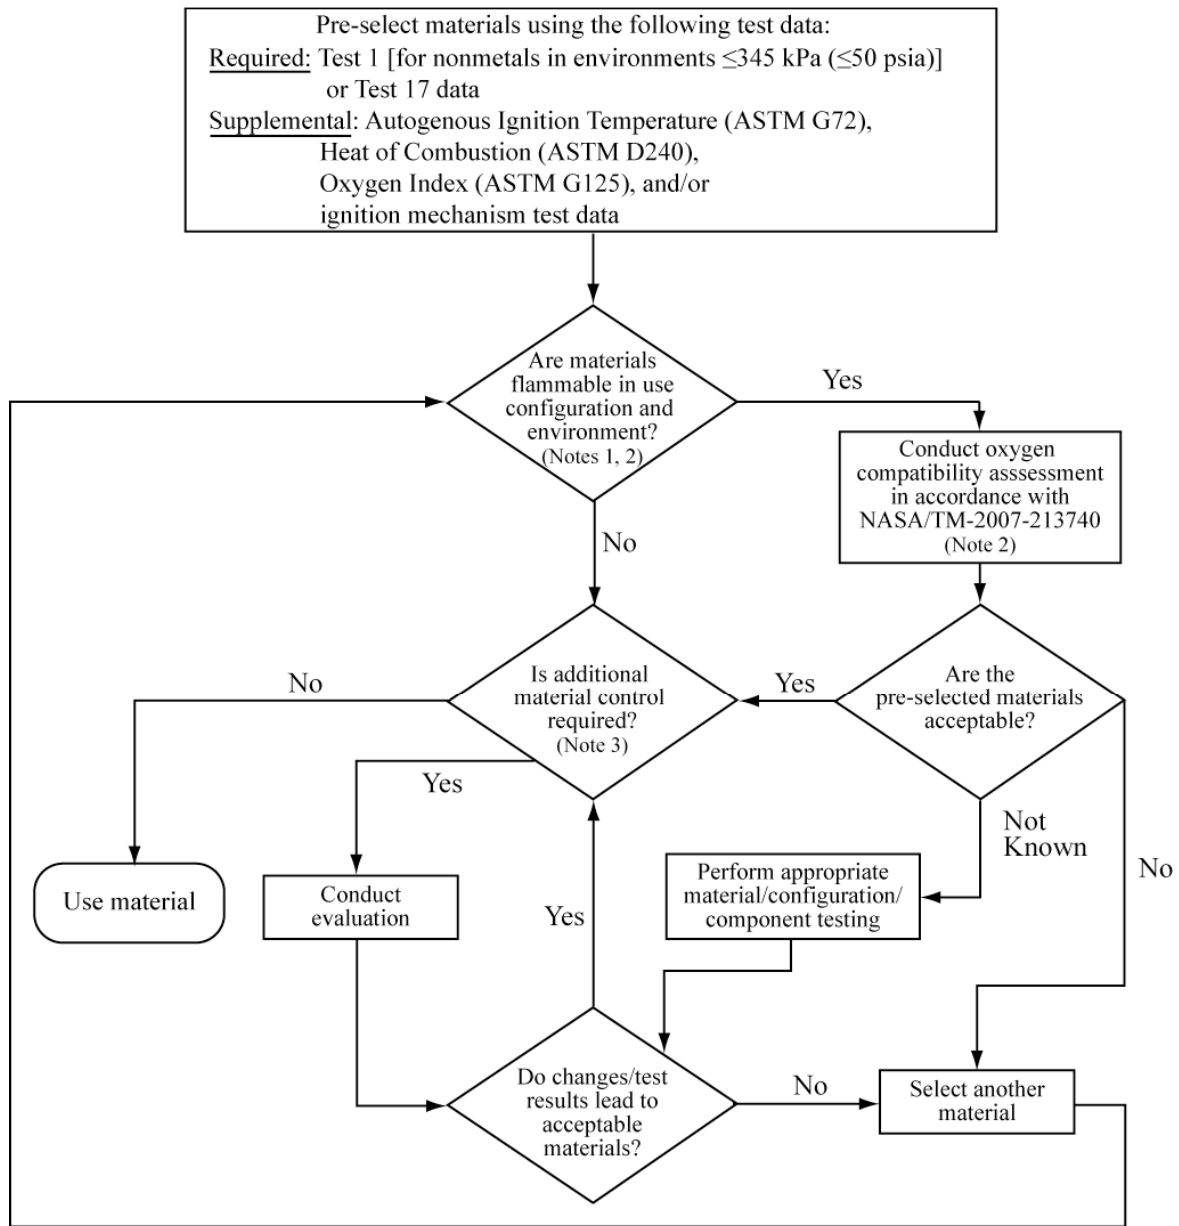 Pre-select materials using the following test data:
Required: Test 1 [for nonmetals in environments ≤345 kPa (≤50 psia)]
or Test 17 data
Supplemental: Autogenous Ignition Temperature (ASTM G72),
Heat of Combustion (ASTM D240),
Oxygen Index (ASTM G125), and/or
ignition mechanism test data
Are materials
flammable in use
configuration and
environment?
(Notes 1, 2)
Yes
Conduct oxygen
compatibility asssessment
in accordance with
NASA/TM-2007-213740
(Note 2)
No
Is additional
material control
required?
(Note 3)
No
Yes
Are the
pre-selected materials
acceptable?
Yes
Not
Known
No
Use material
Conduct
evaluation
Yes
Perform appropriate
material/configuration/
component testing
Do changes/test
results lead to
acceptable
materials?
No
Select another
material